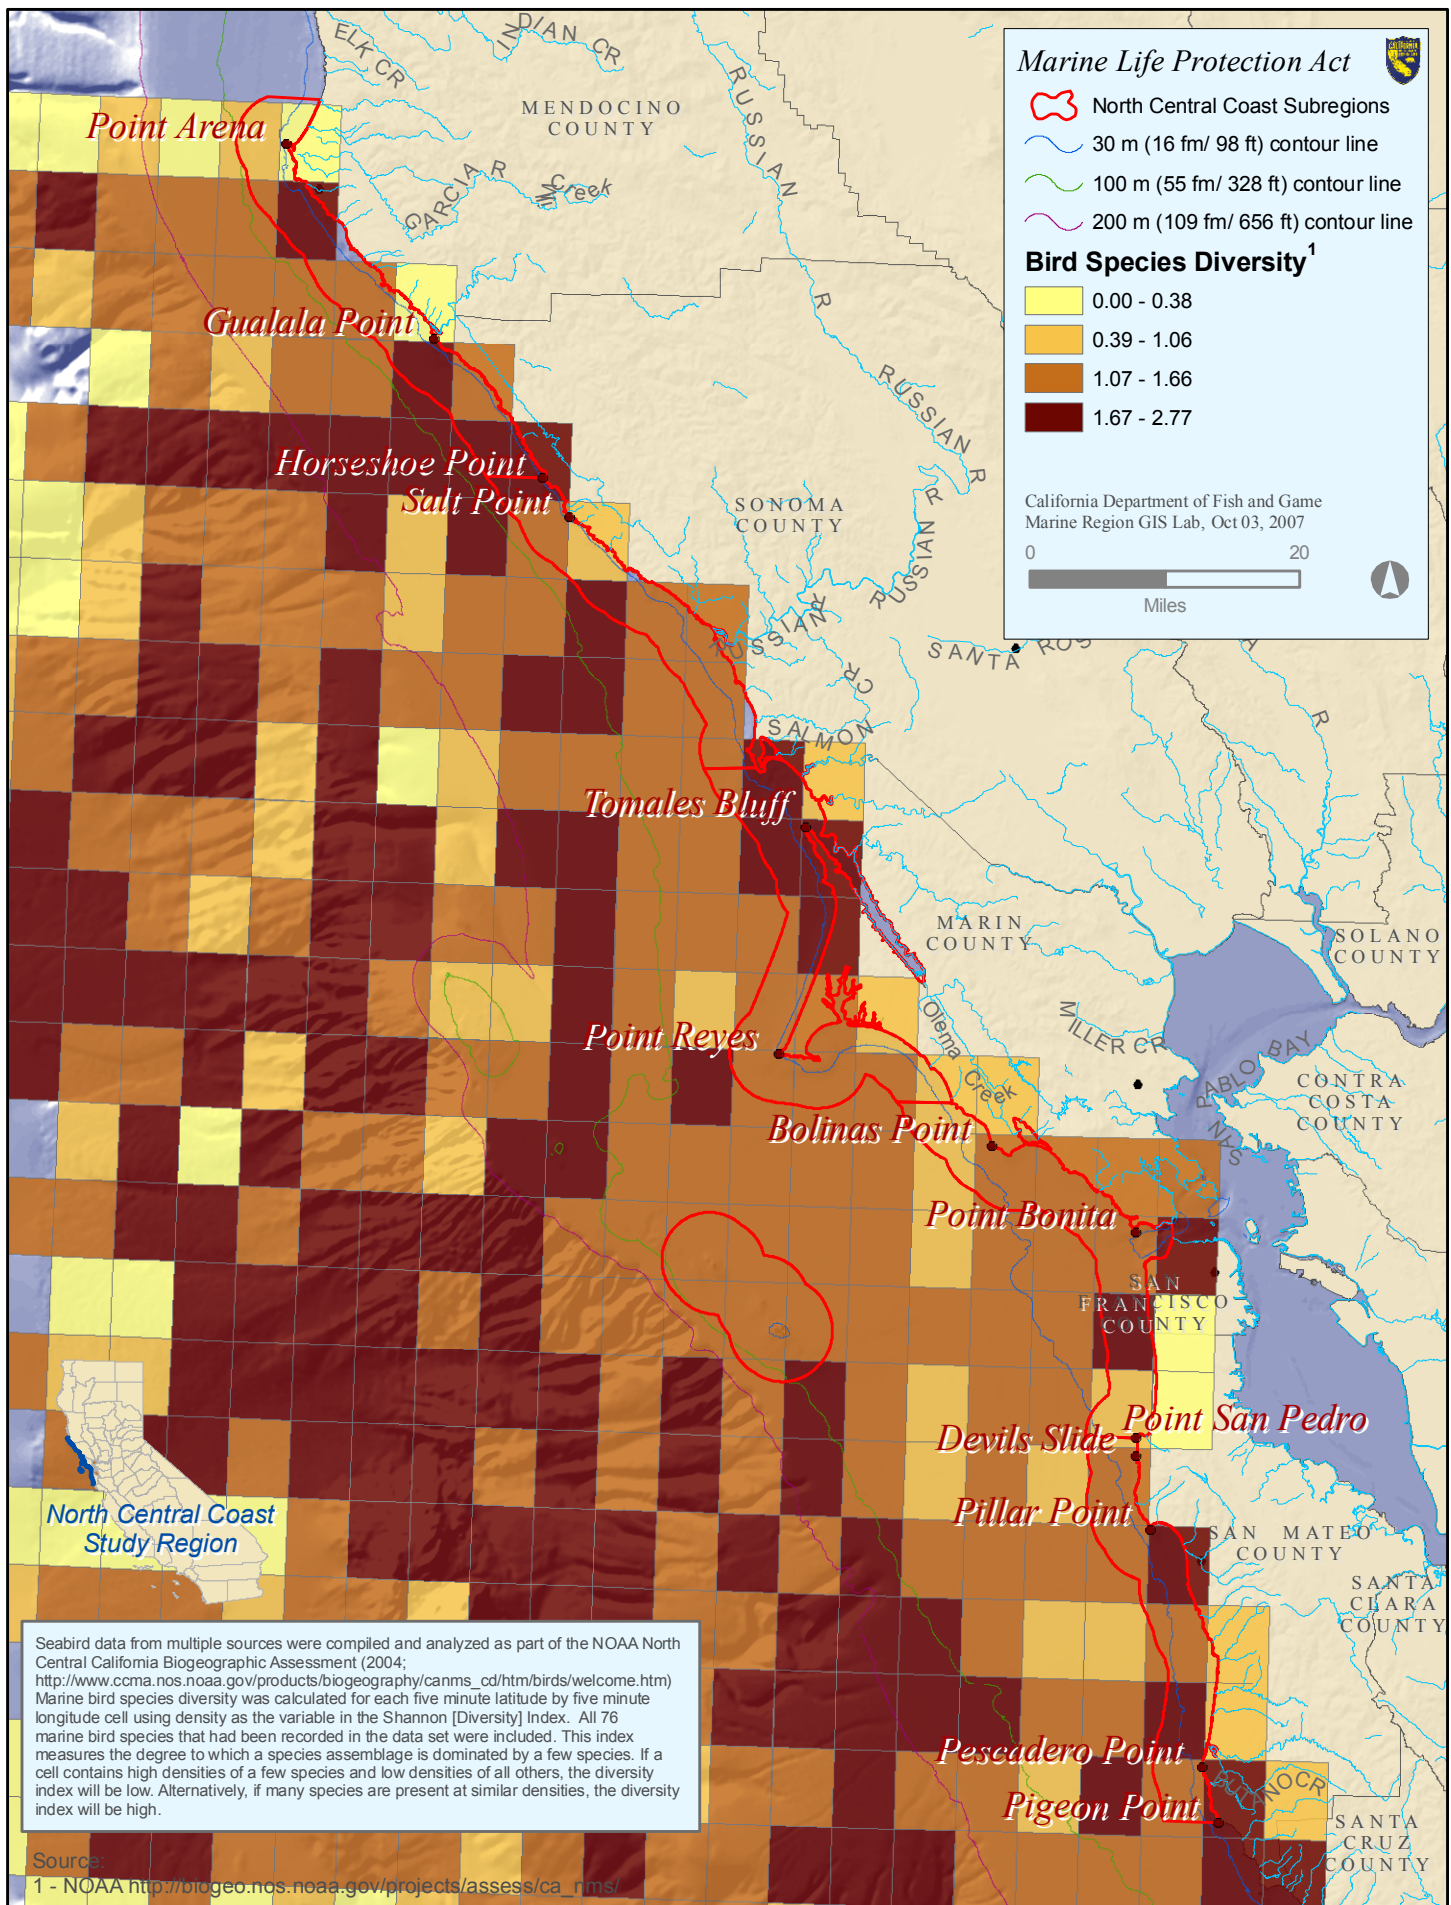 Marine Life Protection Act
North Central Coast Subregions
30 m (16 fm/ 98 ft) contour line
100 m (55 fm/ 328 ft) contour line
200 m (109 fm/ 656 ft) contour line
Bird Species Diversity1
0.00 - 0.38
0.39 - 1.06
1.07 - 1.66
1.67 - 2.77
California Department of Fish and Game
Marine Region GIS Lab, Oct 03, 2007
0 20
Miles
ELK CR
INDIAN CR
RUSSIAN R
MENDOCINO
COUNTY
Point Arena
GARCIA R
Creek
Gualala Point
RUSSIAN R
Horseshoe Point
Salt Point
SONOMA
COUNTY
RUSSIAN R
RUSSIAN R
SANTA ROS
CR
R
SALMON
Tomales Bluff
MARIN
COUNTY
SOLANO
COUNTY
Olema
Creek
MILLER CR
Point Reyes
SAN PABLO BAY
CONTRA
COSTA
COUNTY
Bolinas Point
Point Bonita
SAN
FRANCISCO
COUNTY
Point San Pedro
Devils Slide
Pillar Point
SAN MATEO
COUNTY
SANTA
CLARA
COUNTY
North Central Coast
Study Region
Pescadero Point
BUTANO CR
Pigeon Point
SANTA
CRUZ
COUNTY
Seabird data from multiple sources were compiled and analyzed as part of the NOAA North
Central California Biogeographic Assessment (2004;
http://www.ccma.nos.noaa.gov/products/biogeography/canms_cd/htm/birds/welcome.htm)
Marine bird species diversity was calculated for each five minute latitude by five minute
longitude cell using density as the variable in the Shannon [Diversity] Index. All 76
marine bird species that had been recorded in the data set were included. This index
measures the degree to which a species assemblage is dominated by a few species. If a
cell contains high densities of a few species and low densities of all others, the diversity
index will be low. Alternatively, if many species are present at similar densities, the diversity
index will be high.
Source:
1 - NOAA http://biogeo.nos.noaa.gov/projects/assess/ca_nms/